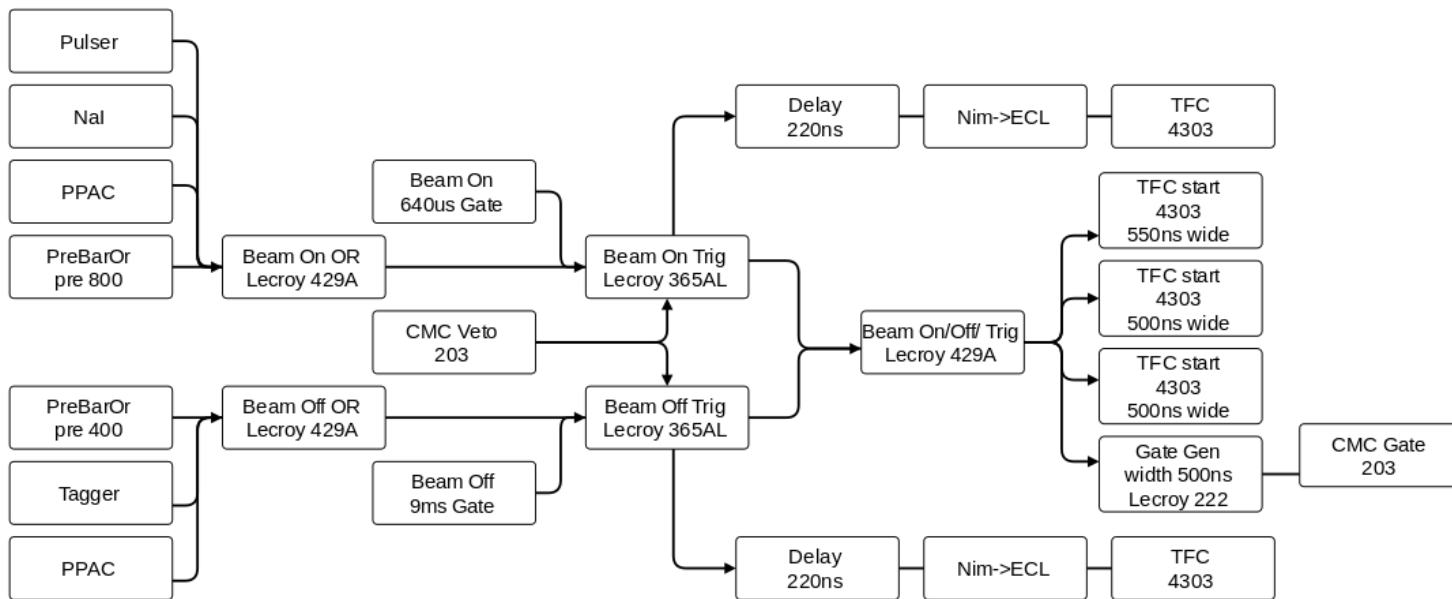 Pulser
NaI
PPAC
PreBarOr
pre 800
Beam On OR
Lecroy 429A
Beam On
640us Gate
Beam On Trig
Lecroy 365AL
Delay
220ns
Nim->ECL
TFC
4303
CMC Veto
203
Beam On/Off/ Trig
Lecroy 429A
TFC start
4303
550ns wide
TFC start
4303
500ns wide
TFC start
4303
500ns wide
Gate Gen
width 500ns
Lecroy 222
CMC Gate
203
PreBarOr
pre 400
Tagger
PPAC
Beam Off OR
Lecroy 429A
Beam Off
9ms Gate
Beam Off Trig
Lecroy 365AL
Delay
220ns
Nim->ECL
TFC
4303